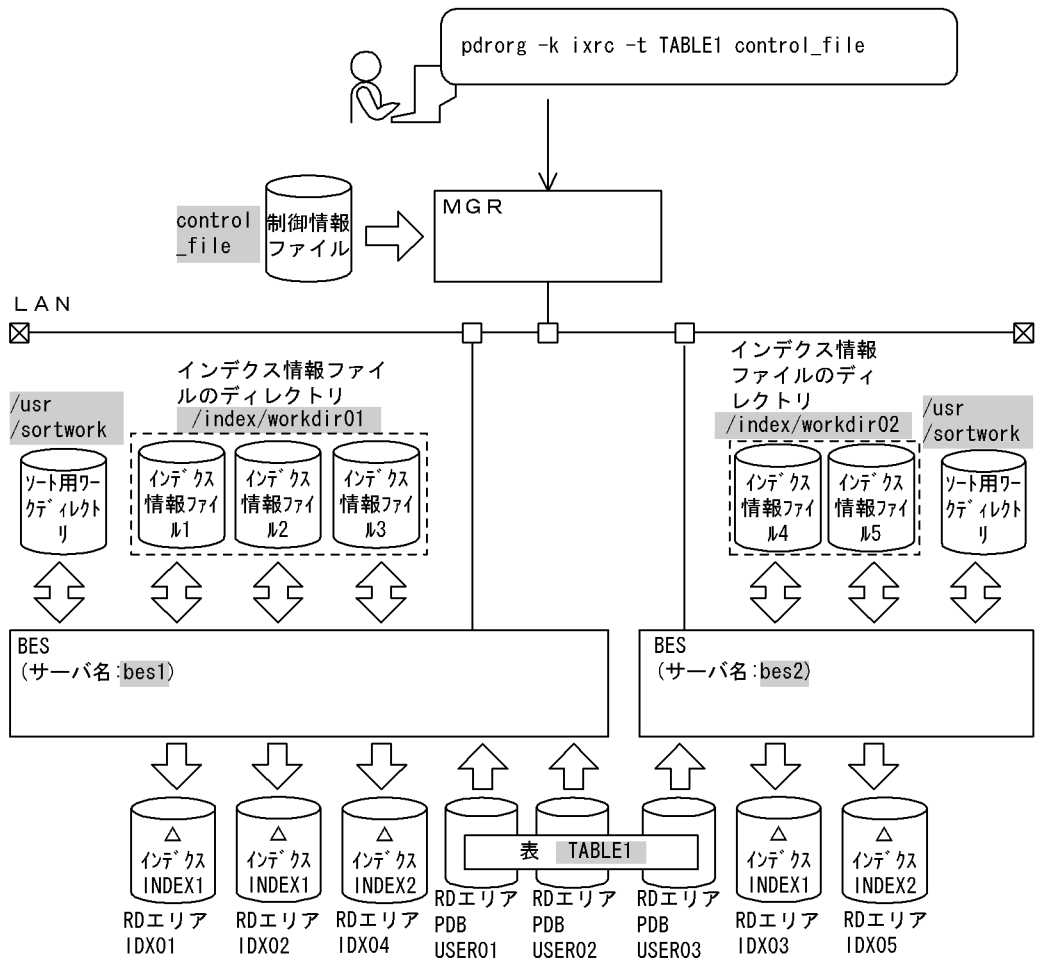 pdrorg -k ixrc -t TABLE1 control_file
control
_file
制御情報
ファイル
ＭＧＲ
ＬＡＮ
インデクス情報ファイ
ルのディレクトリ
/index/workdir01
インデクス情報
ファイルのディ
レクトリ
/index/workdir02
/usr
/sortwork
/usr
/sortwork
ｿｰﾄ用ﾜｰ
ｸﾃﾞｨﾚｸﾄ
ﾘ
ｲﾝﾃﾞｸｽ
情報ﾌｧｲ
ﾙ1
ｲﾝﾃﾞｸｽ
情報ﾌｧｲ
ﾙ2
ｲﾝﾃﾞｸｽ
情報ﾌｧｲ
ﾙ3
ｲﾝﾃﾞｸｽ
情報ﾌｧｲ
ﾙ4
ｲﾝﾃﾞｸｽ
情報ﾌｧｲ
ﾙ5
ｿｰﾄ用ﾜｰ
ｸﾃﾞｨﾚｸﾄ
ﾘ
BES
(サーバ名:bes1)
BES
(サーバ名:bes2)
△
ｲﾝﾃﾞｸｽ
INDEX1
RDエリア
IDX01
△
ｲﾝﾃﾞｸｽ
INDEX1
RDエリア
IDX02
△
ｲﾝﾃﾞｸｽ
INDEX2
RDエリア
IDX04
表 TABLE1
RDエリア
PDB
USER01
RDエリア
PDB
USER02
RDエリア
PDB
USER03
△
ｲﾝﾃﾞｸｽ
INDEX1
RDエリア
IDX03
△
ｲﾝﾃﾞｸｽ
INDEX2
RDエリア
IDX05